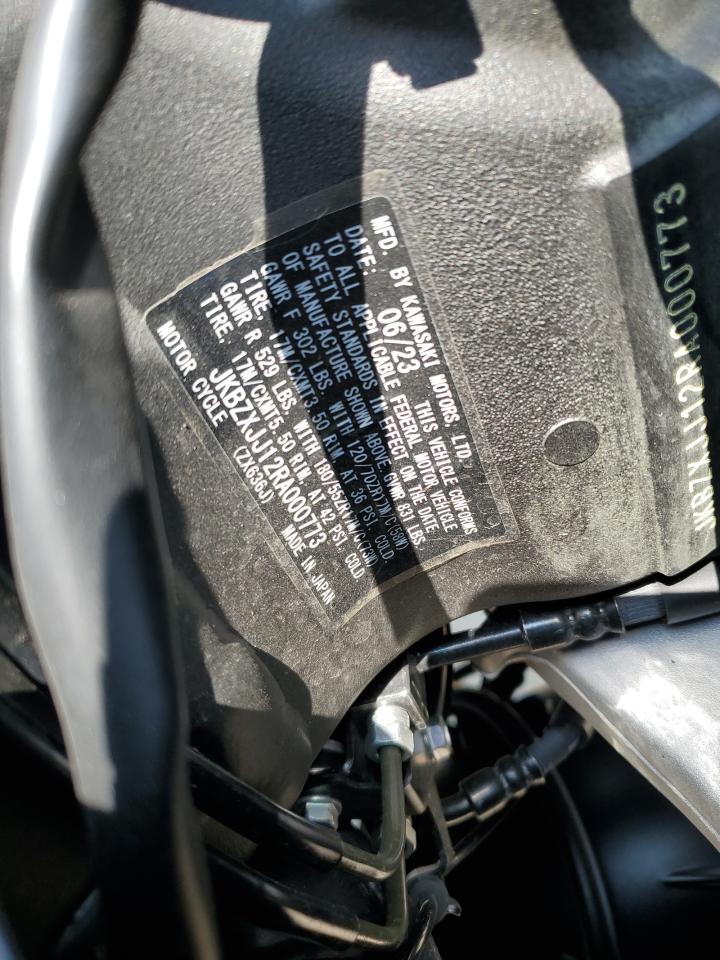 MFD. BY KAWASAKI MOTORS, LTD.
DATE: 06/23 THIS VEHICLE CONFORMS
TO ALL APPLICABLE FEDERAL MOTOR VEHICLE
SAFETY STANDARDS IN EFFECT ON THE DATE
OF MANUFACTURE SHOWN ABOVE. GVWR 831 LBS.
GAWR F 302 LBS. WITH 120/70ZR17M/C(58W)
TIRE, 17M/CXMT3.50 RIM, AT 36 PSI COLD
GAWR R 529 LBS. WITH 180/55ZR17M/C(73W)
TIRE, 17M/CXMT5.50 RIM, AT 42 PSI COLD
JKBZXJJ12RA000773
MOTOR CYCLE (ZX636J) MADE IN JAPAN
JKBZXJJ12RA000773